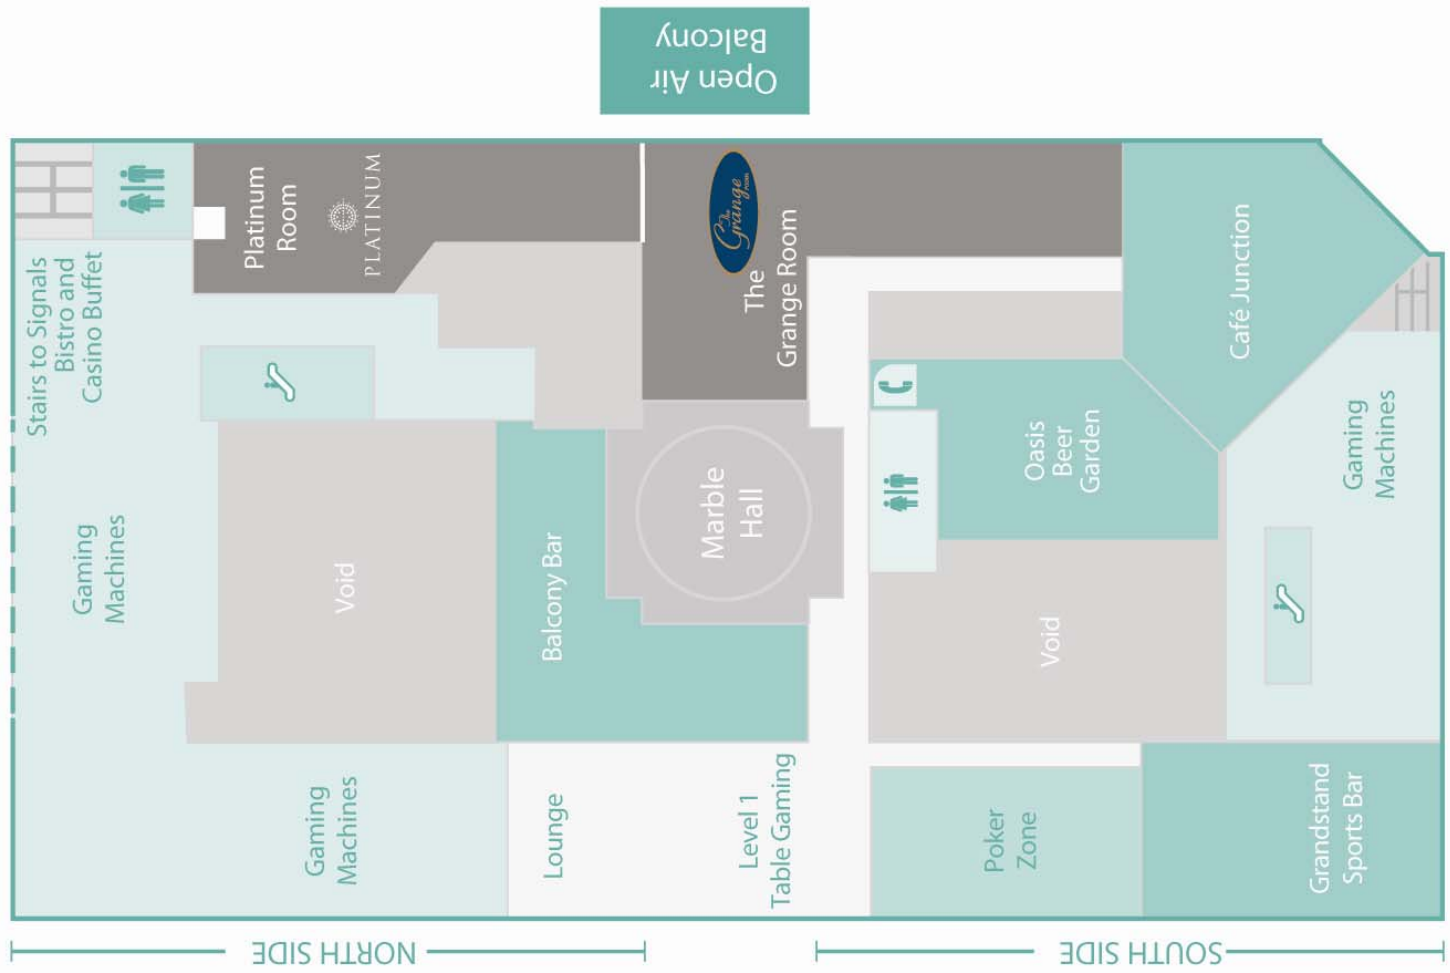 Open Air
Balcony
Platinum
Room
PLATINUM
The
Grange
The
Grange Room
Café Junction
Stairs to Signals
Bistro and
Casino Buffet
Gaming
Machines
Void
Balcony Bar
Marble
Hall
Oasis
Beer
Garden
Gaming
Machines
Void
Gaming
Machines
Lounge
Level 1
Table Gaming
Poker
Zone
Grandstand
Sports Bar
NORTH SIDE
SOUTH SIDE